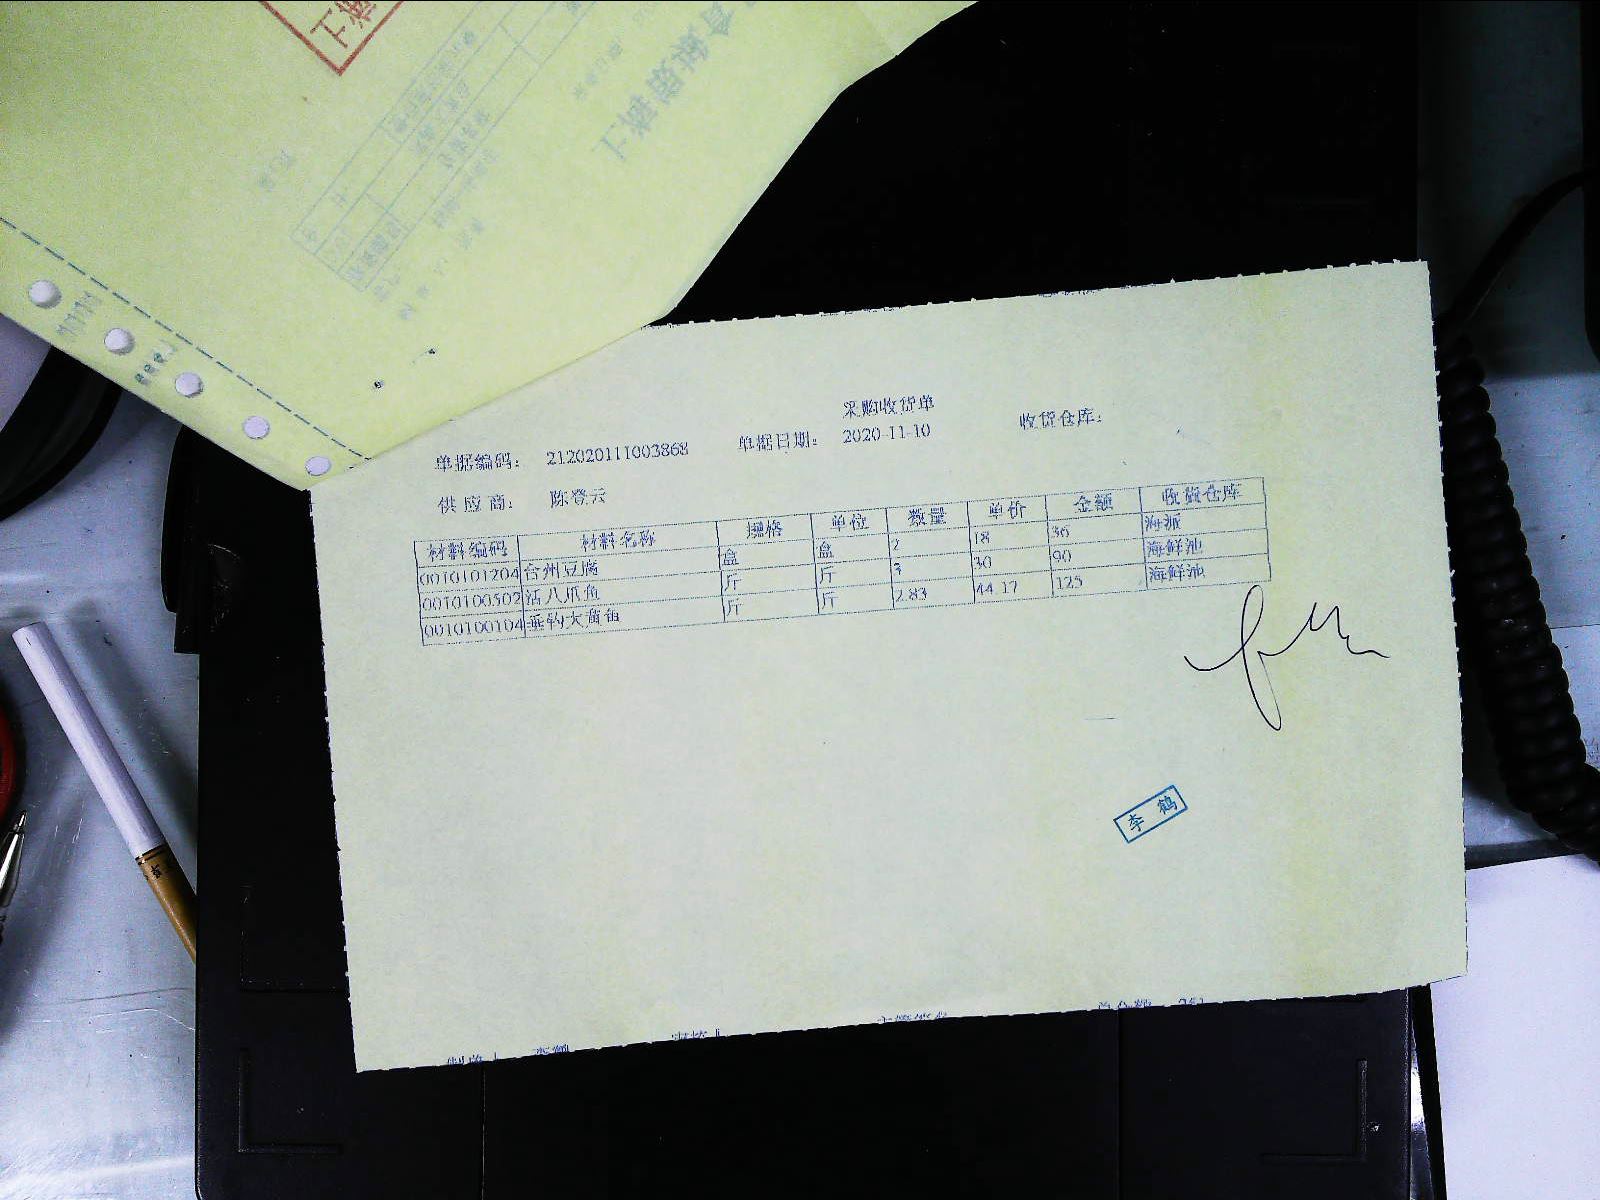 采购收货单
单据编码： 212020111003868 单据日期： 2020-11-10 收货仓库：
供应商： 陈登云
材料编码 材料名称 规格 单位 数量 单价 金额 收货仓库
0010101204 台州豆腐 盒 盒 2 18 36 海派
0010100502 活八爪鱼 斤 斤 3 30 90 海鲜池
0010100104 垂钓大黄鱼 斤 斤 2.83 44.17 125 海鲜池
李鹤